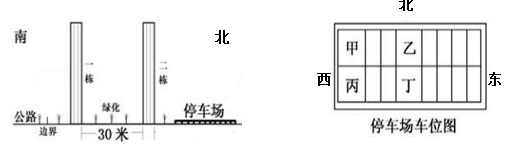 南
北
一栋
二栋
绿化
公路
边界
停车场
30米
北
甲
乙
西
丙
丁
东
停车场车位图